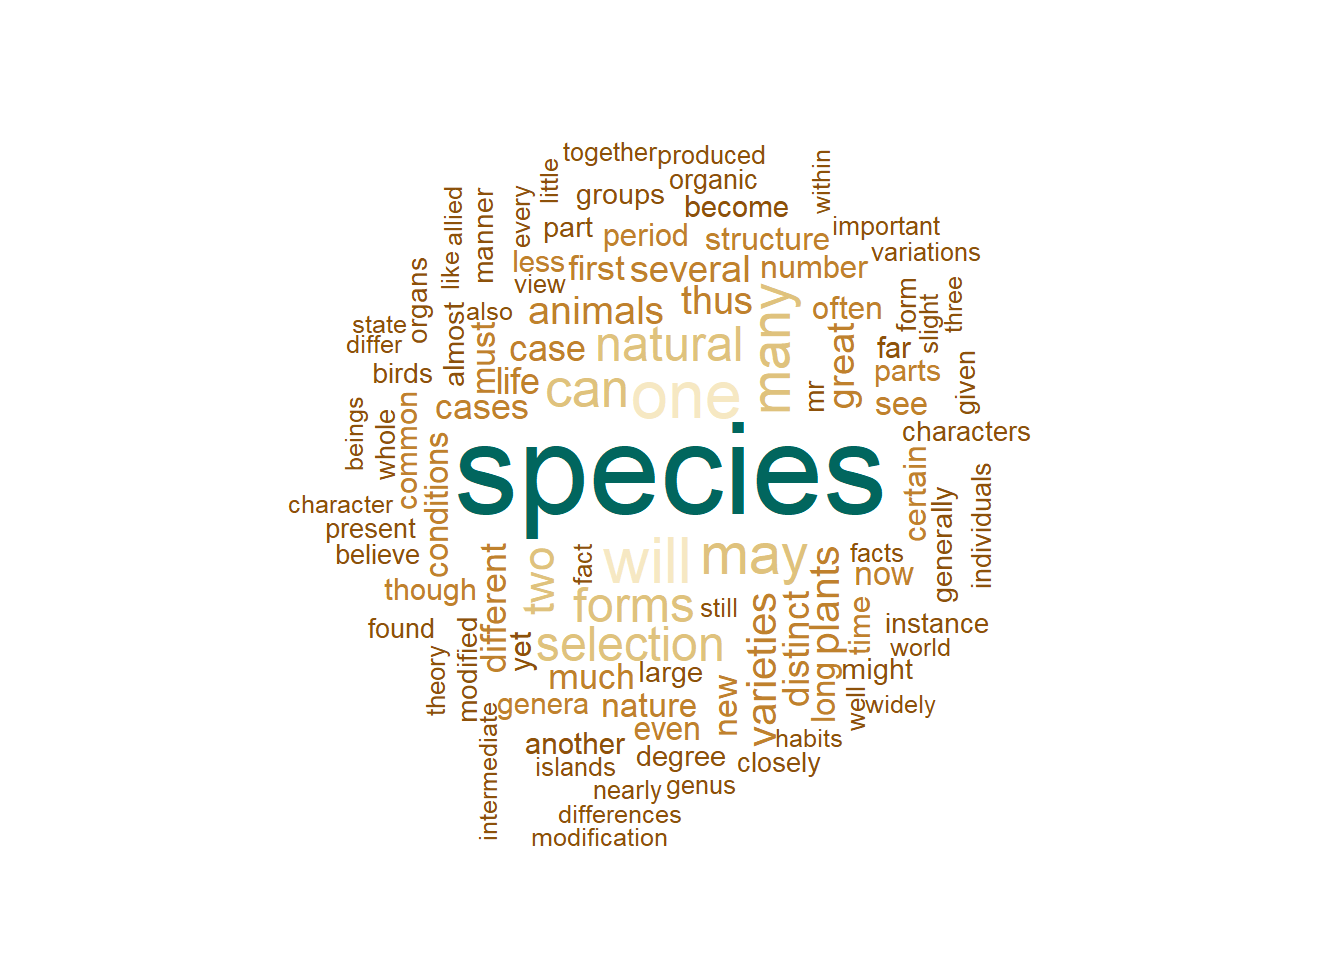 together
produced
within
little
organic
groups
every
become
allied
manner
part
important
period
structure
variations
like
less
first
several
number
view
organs
three
form
slight
animals
thus
many
often
also
almost
state
must
differ
case
natural
great
far
birds
life
can
one
mr
parts
given
beings
whole
common
cases
see
characters
conditions
species
certain
individuals
character
generally
present
believe
different
two
fact
will
may
plants
facts
now
though
forms
still
varieties
distinct
time
instance
found
yet
selection
world
theory
modified
much
large
new
long
might
well
widely
genera
nature
intermediate
even
another
habits
degree
closely
islands
nearly
genus
differences
modification